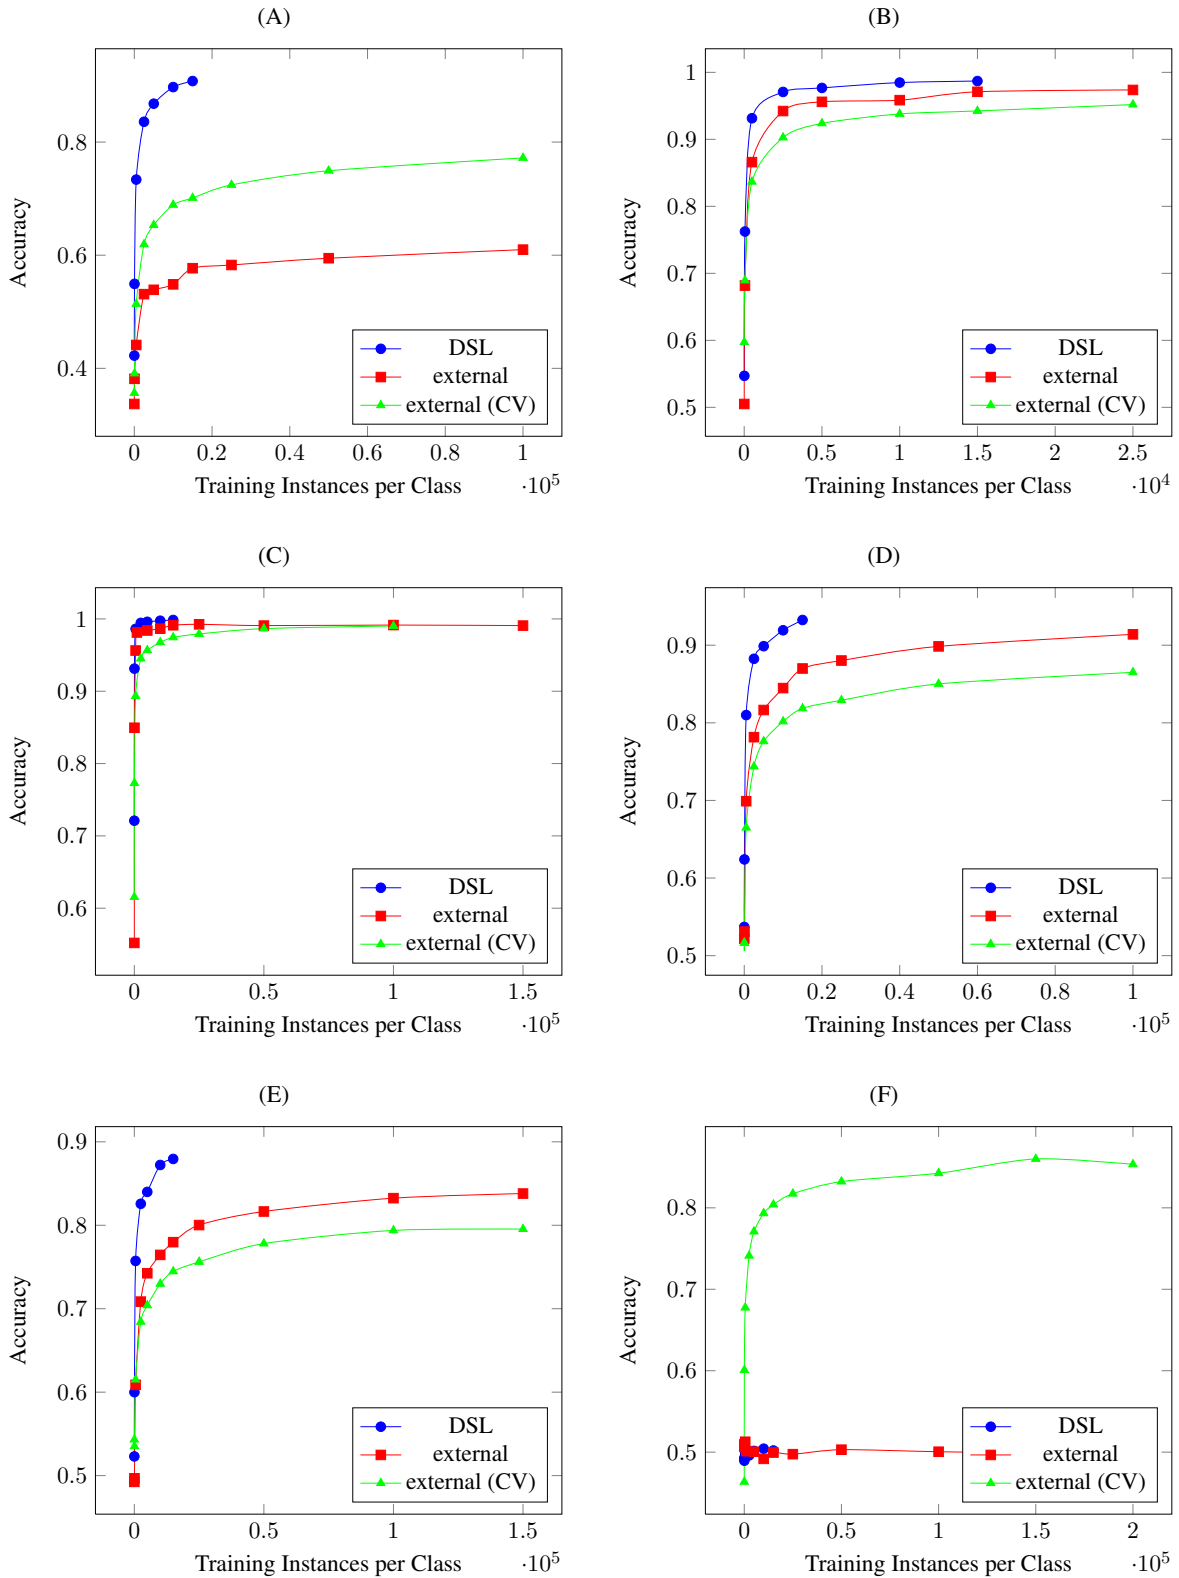 (A)
Accuracy
0.8
0.6
0.4
0 0.2 0.4 0.6 0.8 1
Training Instances per Class ·10^5
DSL
external
external (CV)
(B)
Accuracy
1
0.9
0.8
0.7
0.6
0.5
0 0.5 1 1.5 2 2.5
Training Instances per Class ·10^4
DSL
external
external (CV)
(C)
Accuracy
1
0.9
0.8
0.7
0.6
0 0.5 1 1.5
Training Instances per Class ·10^5
DSL
external
external (CV)
(D)
Accuracy
0.9
0.8
0.7
0.6
0.5
0 0.2 0.4 0.6 0.8 1
Training Instances per Class ·10^5
DSL
external
external (CV)
(E)
Accuracy
0.9
0.8
0.7
0.6
0.5
0 0.5 1 1.5
Training Instances per Class ·10^5
DSL
external
external (CV)
(F)
Accuracy
0.8
0.7
0.6
0.5
0 0.5 1 1.5 2
Training Instances per Class ·10^5
DSL
external
external (CV)